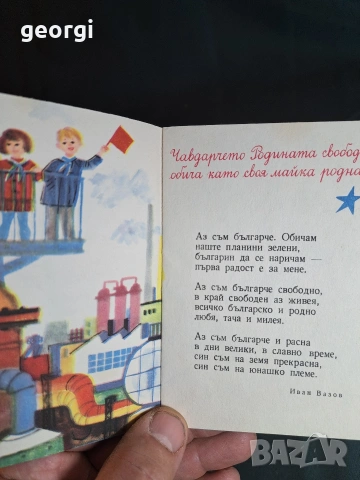 georgi
Чавдарчето Родината свобод
обича като своя майка родна
Аз съм българче. Обичам
наште планини зелени,
българин да се наричам —
първа радост е за мене.
Аз съм българче свободно,
в край свободен аз живея,
всичко българско и родно
любя, тача и милея.
Аз съм българче и расна
в дни велики, в славно време,
син съм на земя прекрасна,
син съм на юнашко племе.
Иван Вазов
BAZAR